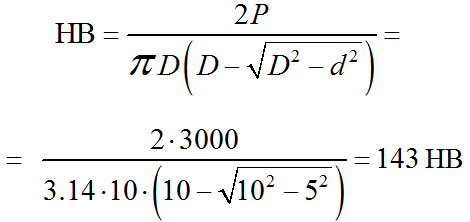 HB = 2P / πD(D − √(D² − d²)) =
= 2·3000 / 3.14·10·(10 − √(10² − 5²)) = 143 HB